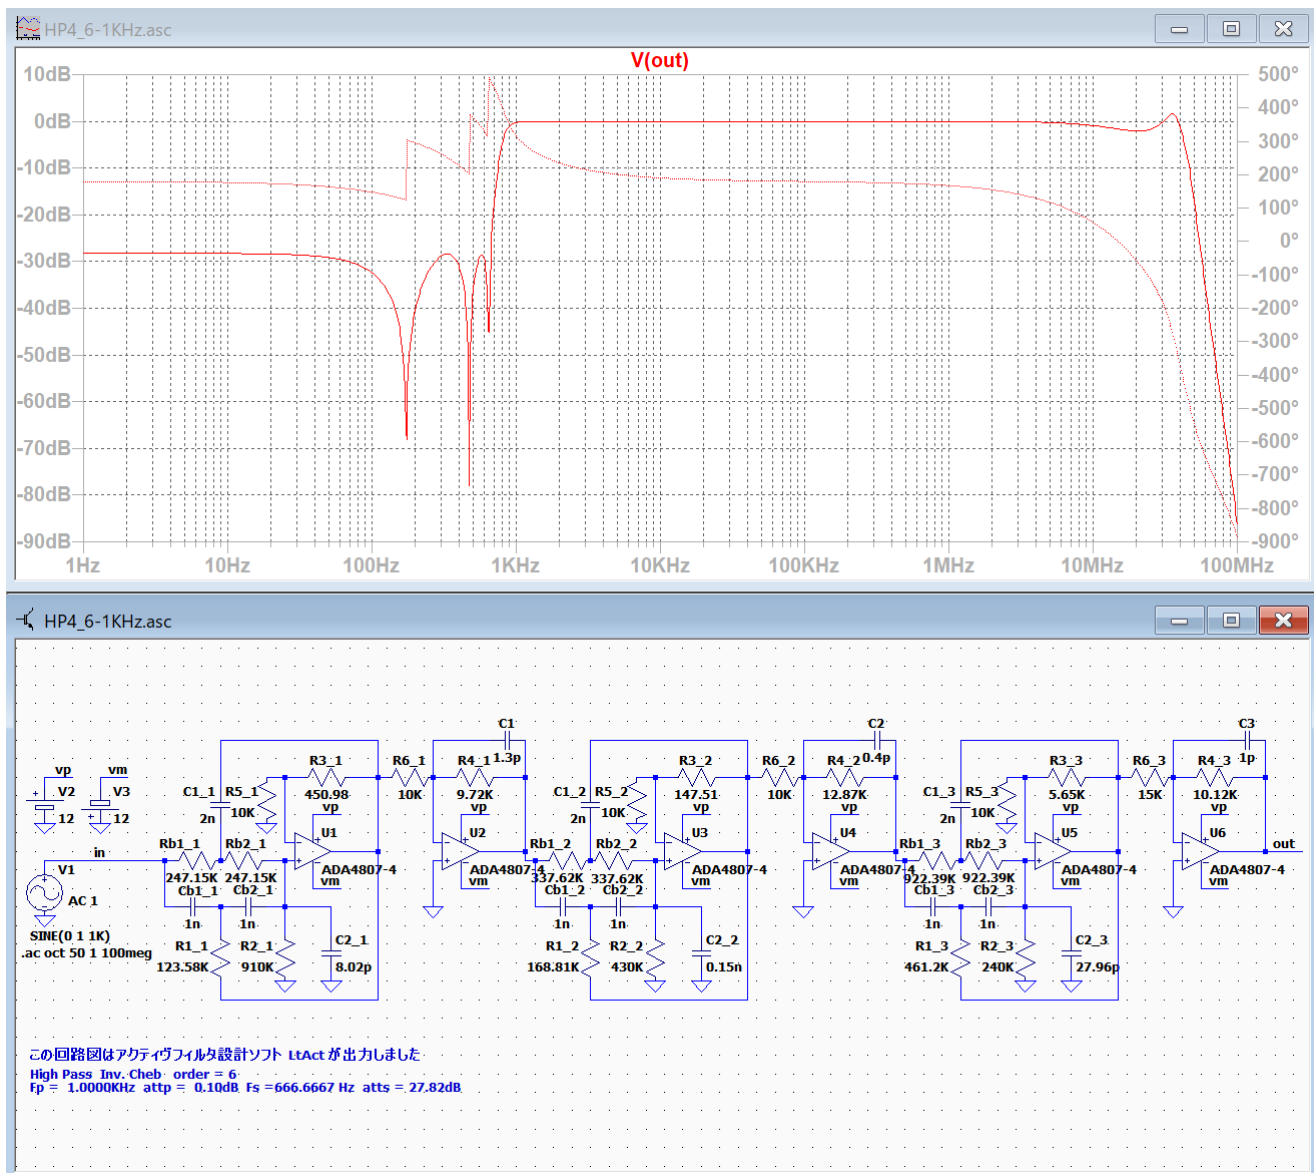 HP4_6-1KHz.asc
V(out)
10dB
0dB
-10dB
-20dB
-30dB
-40dB
-50dB
-60dB
-70dB
-80dB
-90dB
500°
400°
300°
200°
100°
0°
-100°
-200°
-300°
-400°
-500°
-600°
-700°
-800°
-900°
1Hz 10Hz 100Hz 1KHz 10KHz 100KHz 1MHz 10MHz 100MHz
HP4_6-1KHz.asc
vp
V2
12
vm
V3
12
in
V1
AC 1
SINE(0 1 1K)
.ac oct 50 1 100meg
C1_1
2n
R5_1
10K
R3_1
450.98
vp
U1
ADA4807-4
vm
Rb1_1
247.15K
Rb2_1
247.15K
Cb1_1
1n
Cb2_1
1n
R1_1
123.58K
R2_1
910K
C2_1
8.02p
R6_1
10K
C1
1.3p
R4_1
9.72K
vp
U2
ADA4807-4
vm
C1_2
2n
R5_2
10K
R3_2
147.51
vp
U3
ADA4807-4
vm
Rb1_2
337.62K
Rb2_2
337.62K
Cb1_2
1n
Cb2_2
1n
R1_2
168.81K
R2_2
430K
C2_2
0.15n
R6_2
10K
C2
0.4p
R4_2
12.87K
vp
U4
ADA4807-4
vm
C1_3
2n
R5_3
10K
R3_3
5.65K
vp
U5
ADA4807-4
vm
Rb1_3
922.39K
Rb2_3
922.39K
Cb1_3
1n
Cb2_3
1n
R1_3
461.2K
R2_3
240K
C2_3
27.96p
R6_3
15K
C3
1p
R4_3
10.12K
vp
U6
ADA4807-4
vm
out
この回路図はアクティヴフィルタ設計ソフト LtAct が出力しました
High Pass Inv. Cheb order = 6
Fp = 1.0000KHz attp = 0.10dB Fs =666.6667 Hz atts = 27.82dB